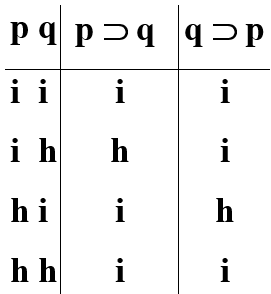 p q p ⊃ q q ⊃ p
i i i i
i h h i
h i i h
h h i i